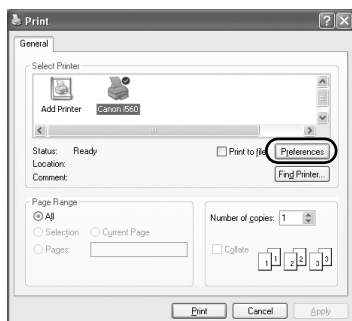 Print
General
Select Printer
Add Printer
Canon i560
Status: Ready
Location:
Comment:
Print to file
Preferences
Find Printer...
Page Range
All
Selection Current Page
Pages:
Number of copies: 1
Collate
1 1 2 2 3 3
Print Cancel Apply